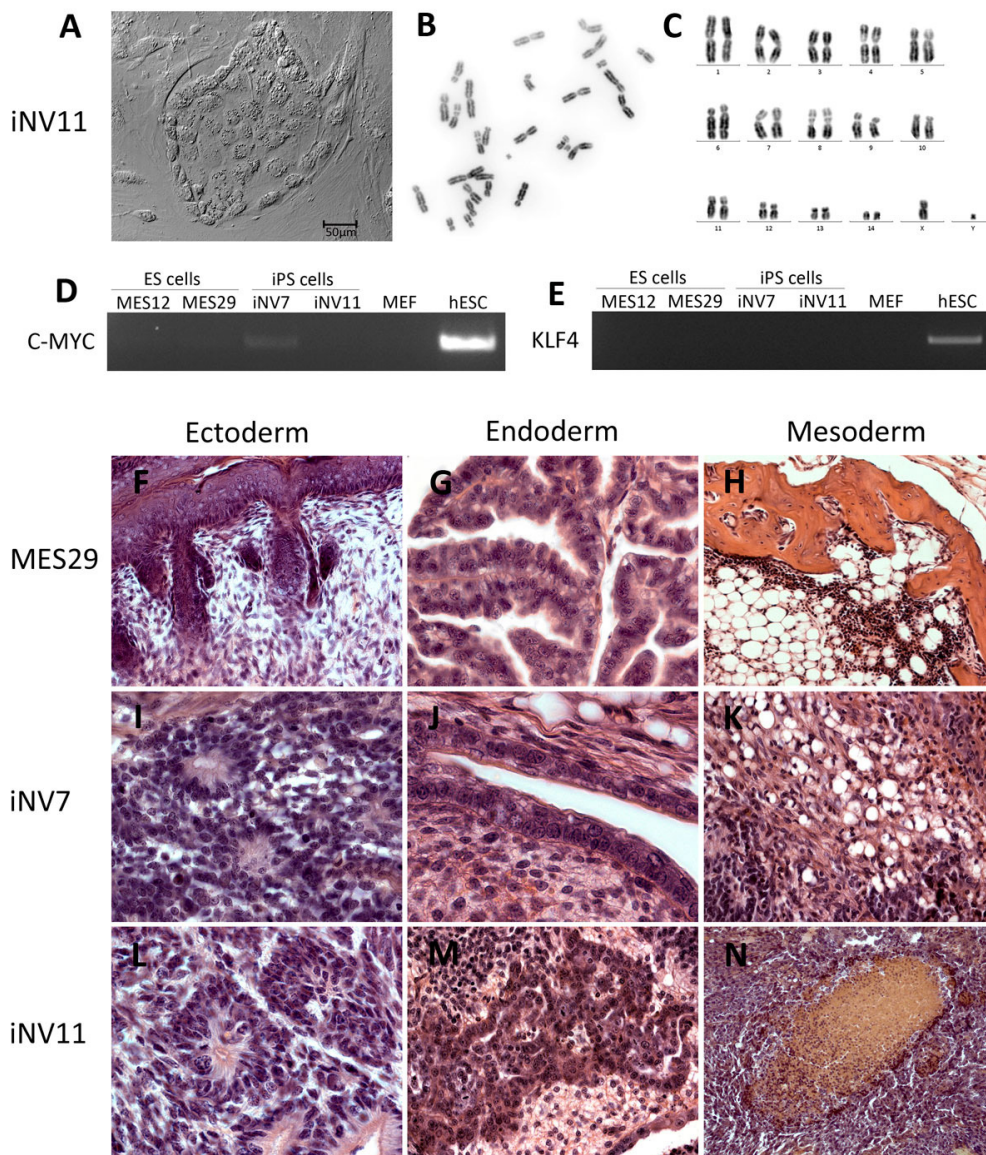 A
B
C
iNV11
50μm
1 2 3 4 5
6 7 8 9 10
11 12 13 14 X Y
D
ES cells iPS cells
MES12 MES29 iNV7 iNV11 MEF hESC
C-MYC
E
ES cells iPS cells
MES12 MES29 iNV7 iNV11 MEF hESC
KLF4
Ectoderm Endoderm Mesoderm
MES29
F G H
iNV7
I J K
iNV11
L M N